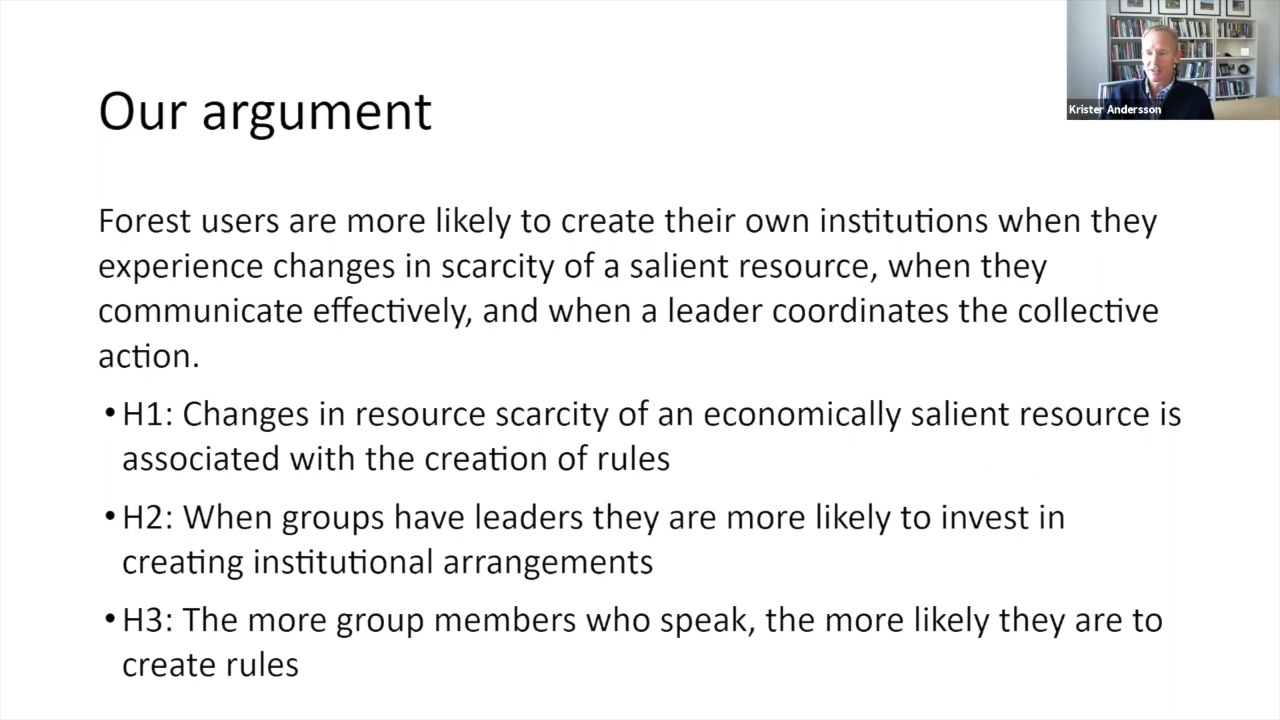 Our argument
Krister Andersson
Forest users are more likely to create their own institutions when they
experience changes in scarcity of a salient resource, when they
communicate effectively, and when a leader coordinates the collective
action.
•H1: Changes in resource scarcity of an economically salient resource is
associated with the creation of rules
•H2: When groups have leaders they are more likely to invest in
creating institutional arrangements
•H3: The more group members who speak, the more likely they are to
create rules